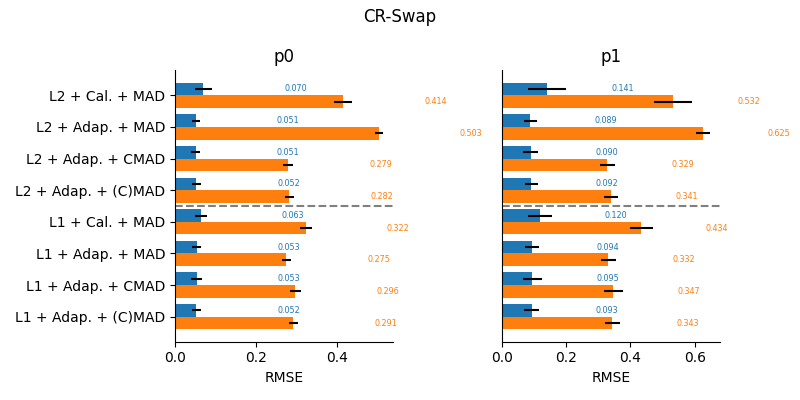 CR-Swap
p0
p1
L2 + Cal. + MAD
0.070
0.414
0.141
0.532
L2 + Adap. + MAD
0.051
0.503
0.089
0.625
L2 + Adap. + CMAD
0.051
0.279
0.090
0.329
L2 + Adap. + (C)MAD
0.052
0.282
0.092
0.341
L1 + Cal. + MAD
0.063
0.322
0.120
0.434
L1 + Adap. + MAD
0.053
0.275
0.094
0.332
L1 + Adap. + CMAD
0.053
0.296
0.095
0.347
L1 + Adap. + (C)MAD
0.052
0.291
0.093
0.343
0.0 0.2 0.4
0.0 0.2 0.4 0.6
RMSE
RMSE